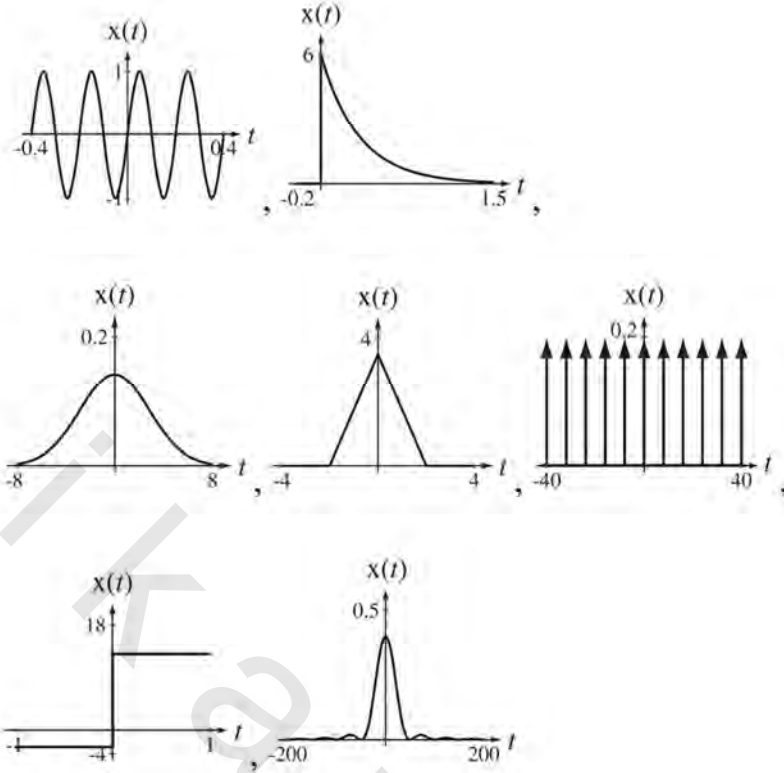 x(t) x(t)
1 6
-0.4 0.4 t
-1 , -0.2 1.5 t ,
x(t) x(t) x(t)
0.2 4 0.2
-8 8 t , -4 4 t , -40 40 t ,
x(t) x(t)
18 0.5
-1 1 t
-4 , -200 200 t
i k a